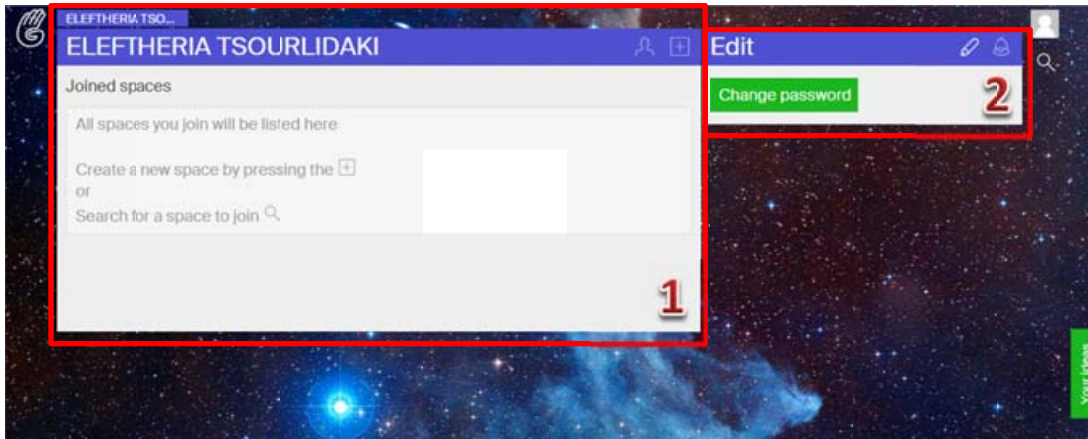 ELEFTHERIA TSO...
ELEFTHERIA TSOURLIDAKI
Joined spaces
All spaces you join will be listed here
Create a new space by pressing the
or
Search for a space to join
1
Edit
Change password
2
Your ideas